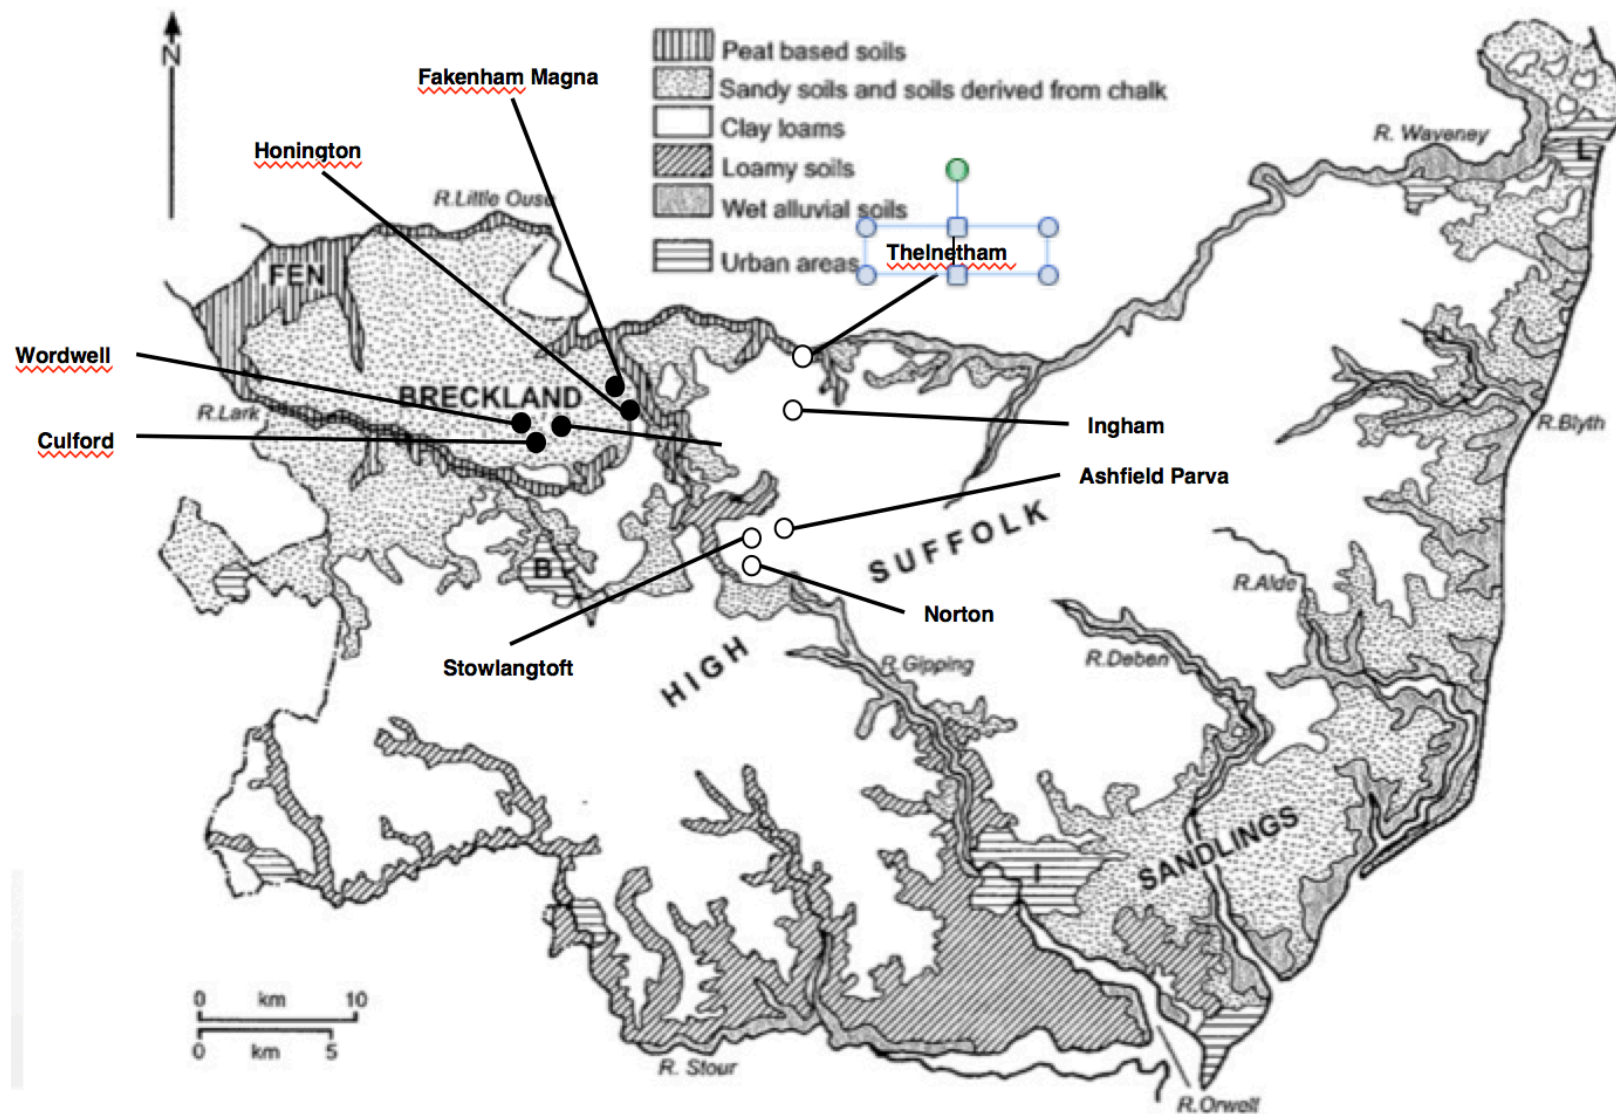 N
Peat based soils
Sandy soils and soils derived from chalk
Clay loams
Loamy soils
Wet alluvial soils
Urban areas
Fakenham Magna
Honington
R.Little Ouse
R. Waveney
L
Thelnetham
FEN
Wordwell
BRECKLAND
R.Lark
Culford
Ingham
R.Blyth
Ashfield Parva
SUFFOLK
B
R.Alde
Norton
HIGH
R.Gipping
R.Deben
Stowlangtoft
SANDLINGS
I
0 km 10
0 km 5
R. Stour
R.Orwell